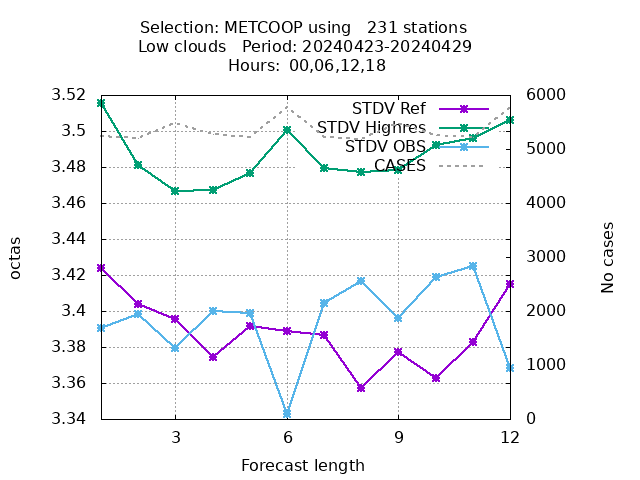 Selection: METCOOP using   231 stations
Low clouds   Period: 20240423-20240429
Hours: 00,06,12,18
3.52
3.5
3.48
3.46
3.44
3.42
3.4
3.38
3.36
3.34
6000
5000
4000
3000
2000
1000
0
STDV Ref
STDV Highres
STDV OBS
CASES
octas
No cases
3
6
9
12
Forecast length